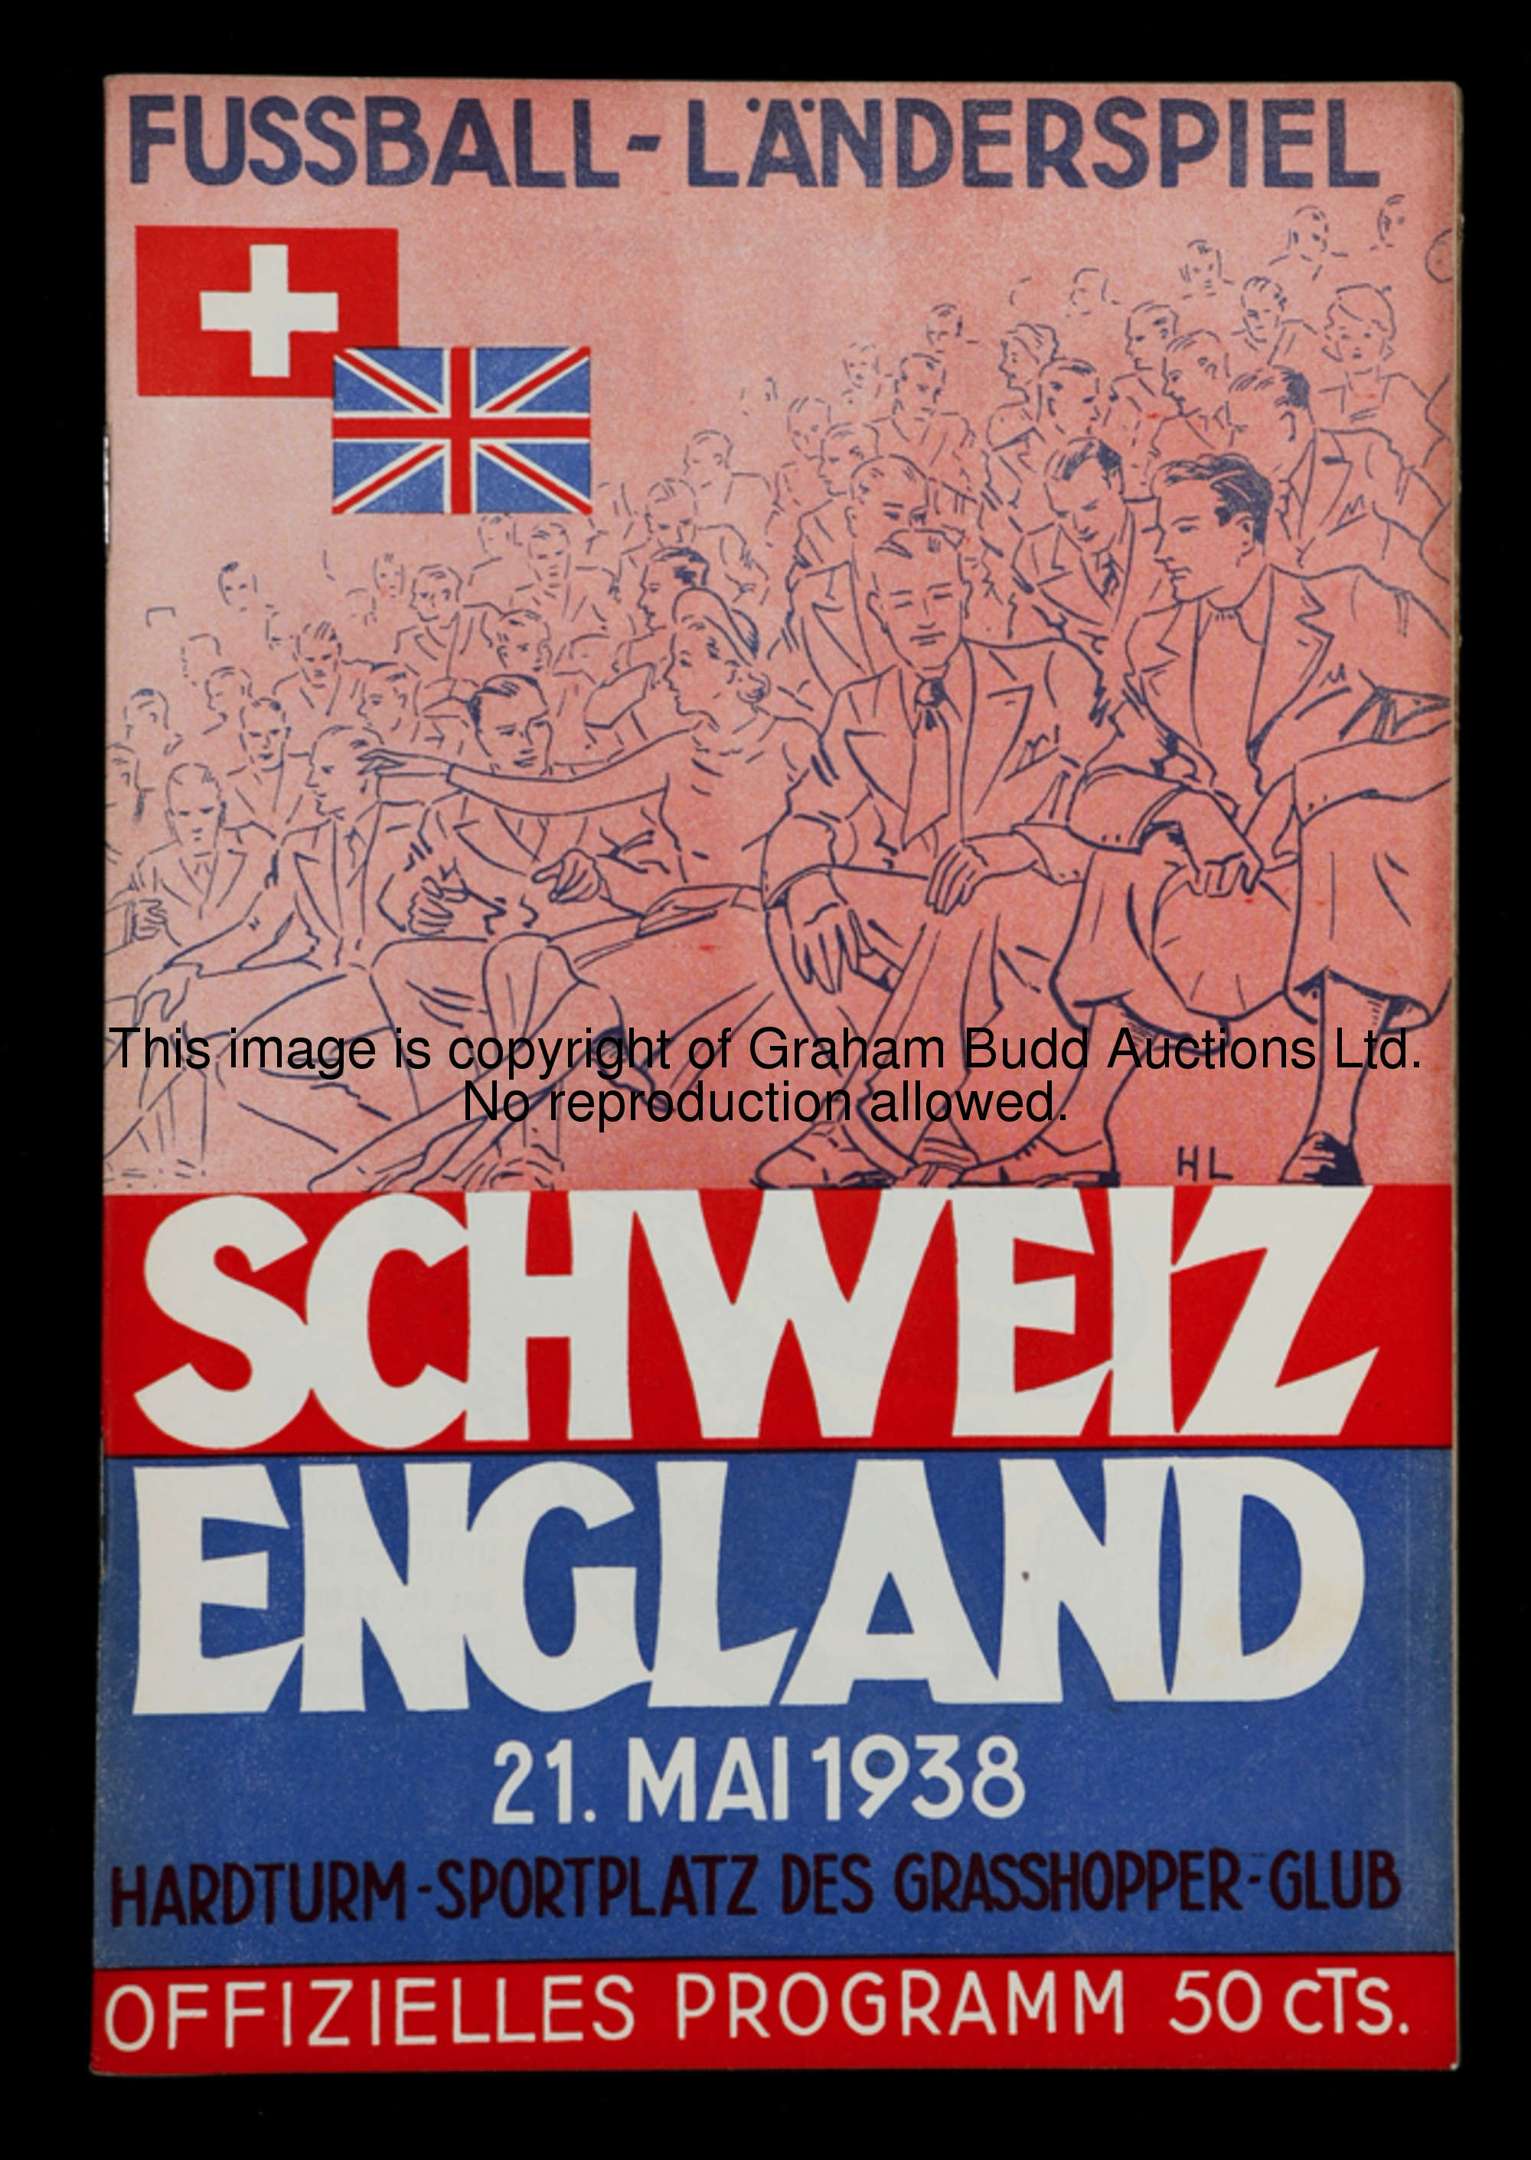 FUSSBALL-LÄNDERSPIEL
This image is copyright of Graham Budd Auctions Ltd.
No reproduction allowed.
HL
SCHWEIZ
ENGLAND
21. MAI 1938
HARDTURM-SPORTPLATZ DES GRASSHOPPER-GLUB
OFFIZIELLES PROGRAMM 50 cTs.